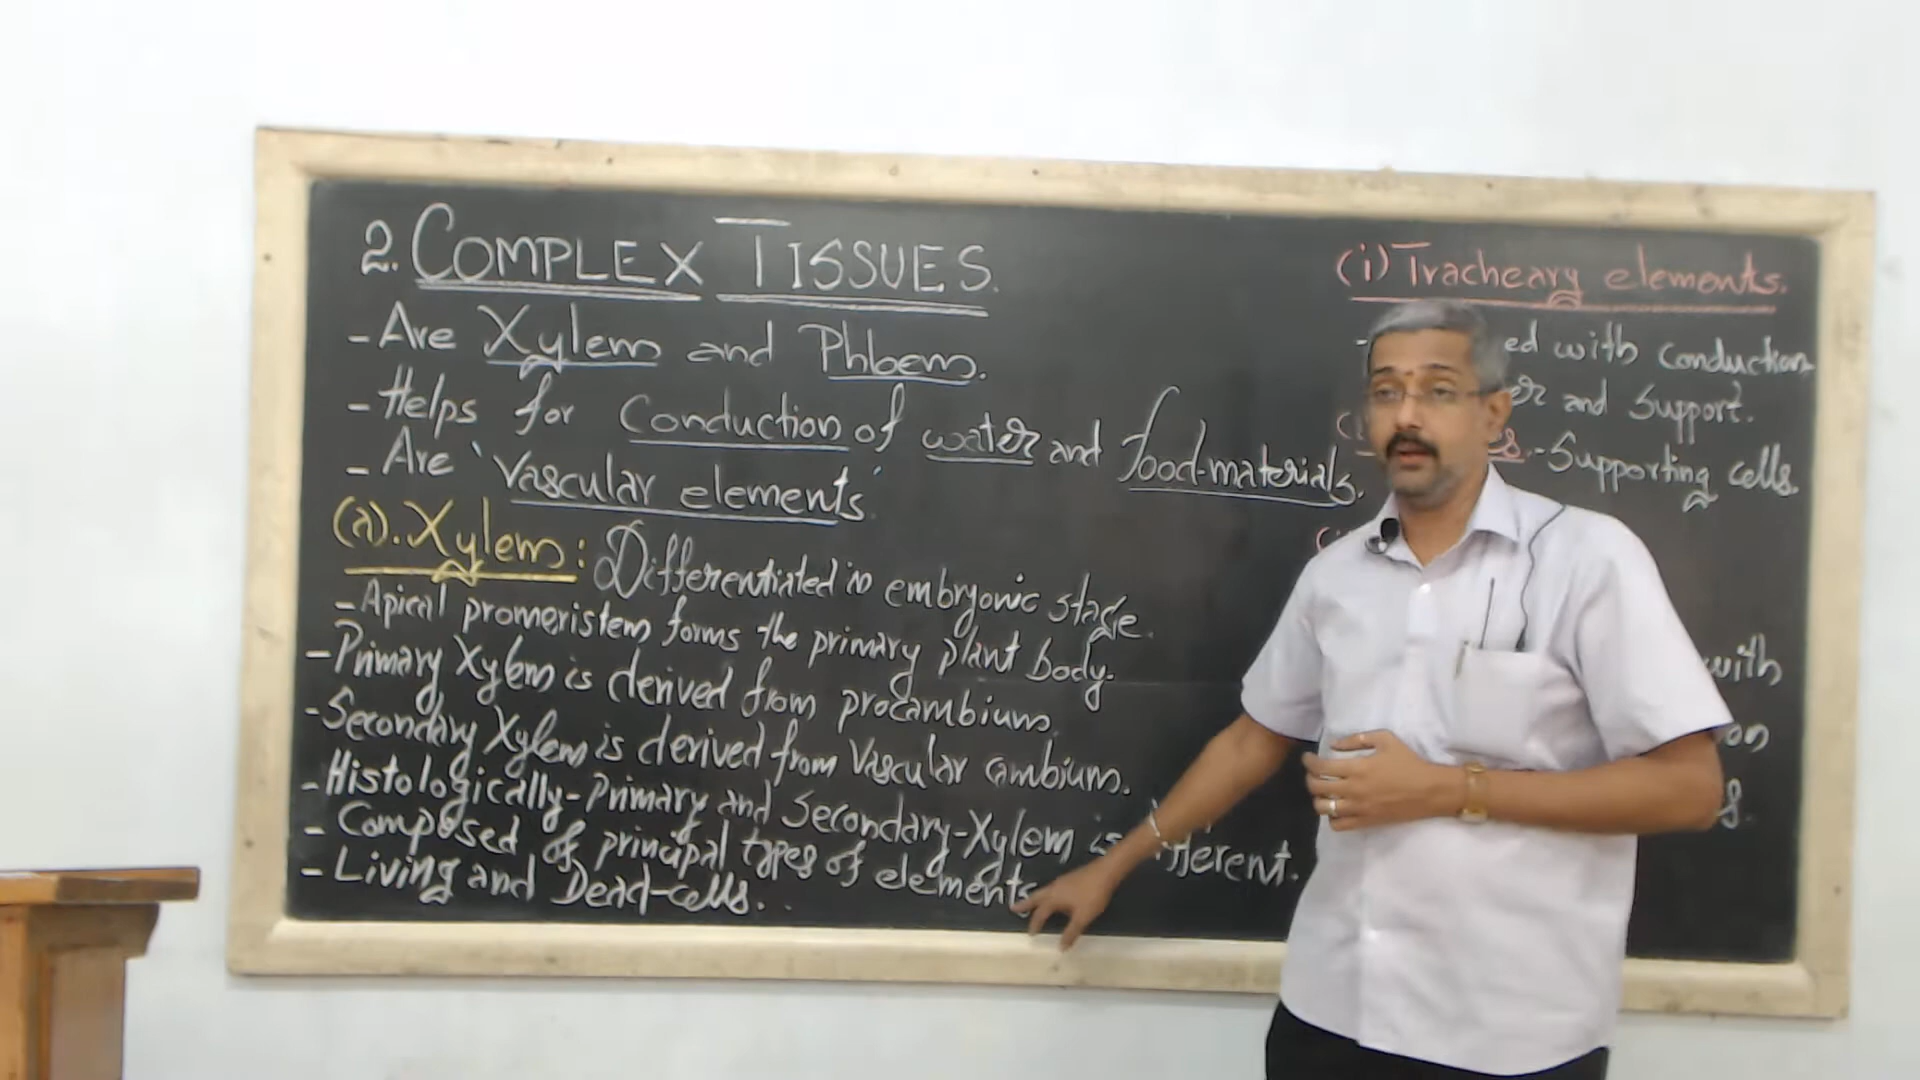 2. COMPLEX TISSUES.
- Are Xylem and Phloem.
- Helps for Conduction of water and food-materials.
- Are 'Vascular elements'
(A). Xylem: Differentiated in embryonic stage.
- Apical promeristem forms the primary plant body.
- Primary Xylem is derived from procambium.
- Secondary Xylem is derived from Vascular cambium.
- Histologically - Primary and Secondary-Xylem is
- Composed of principal types of elements
- Living and Dead-cells.
(i) Tracheary elements.
with Conduction
and Support.
- Supporting cells.
with